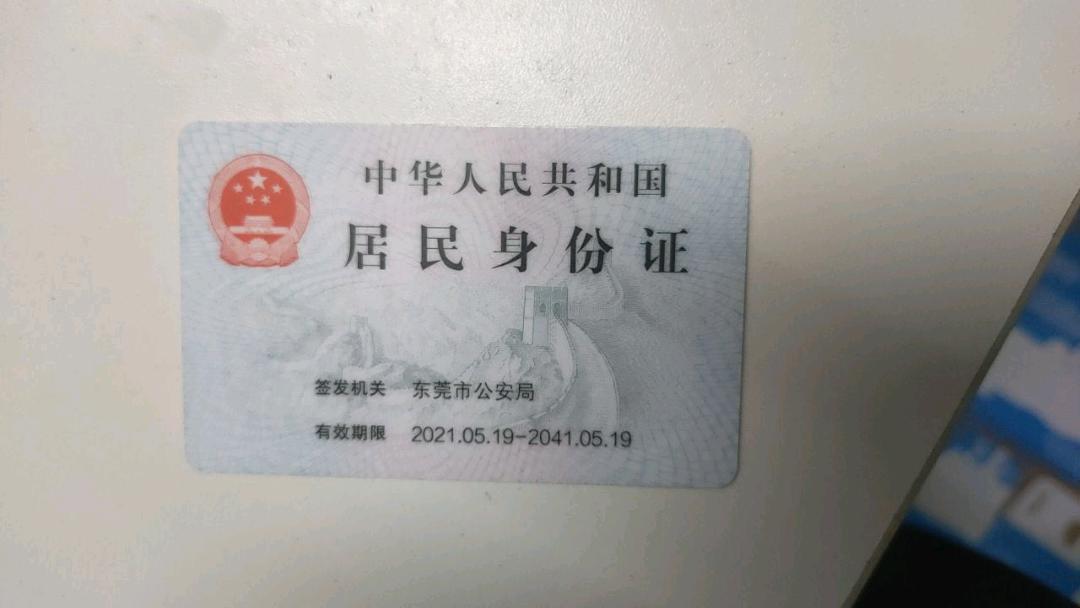 中华人民共和国
居民身份证
签发机关 东莞市公安局
有效期限 2021.05.19-2041.05.19